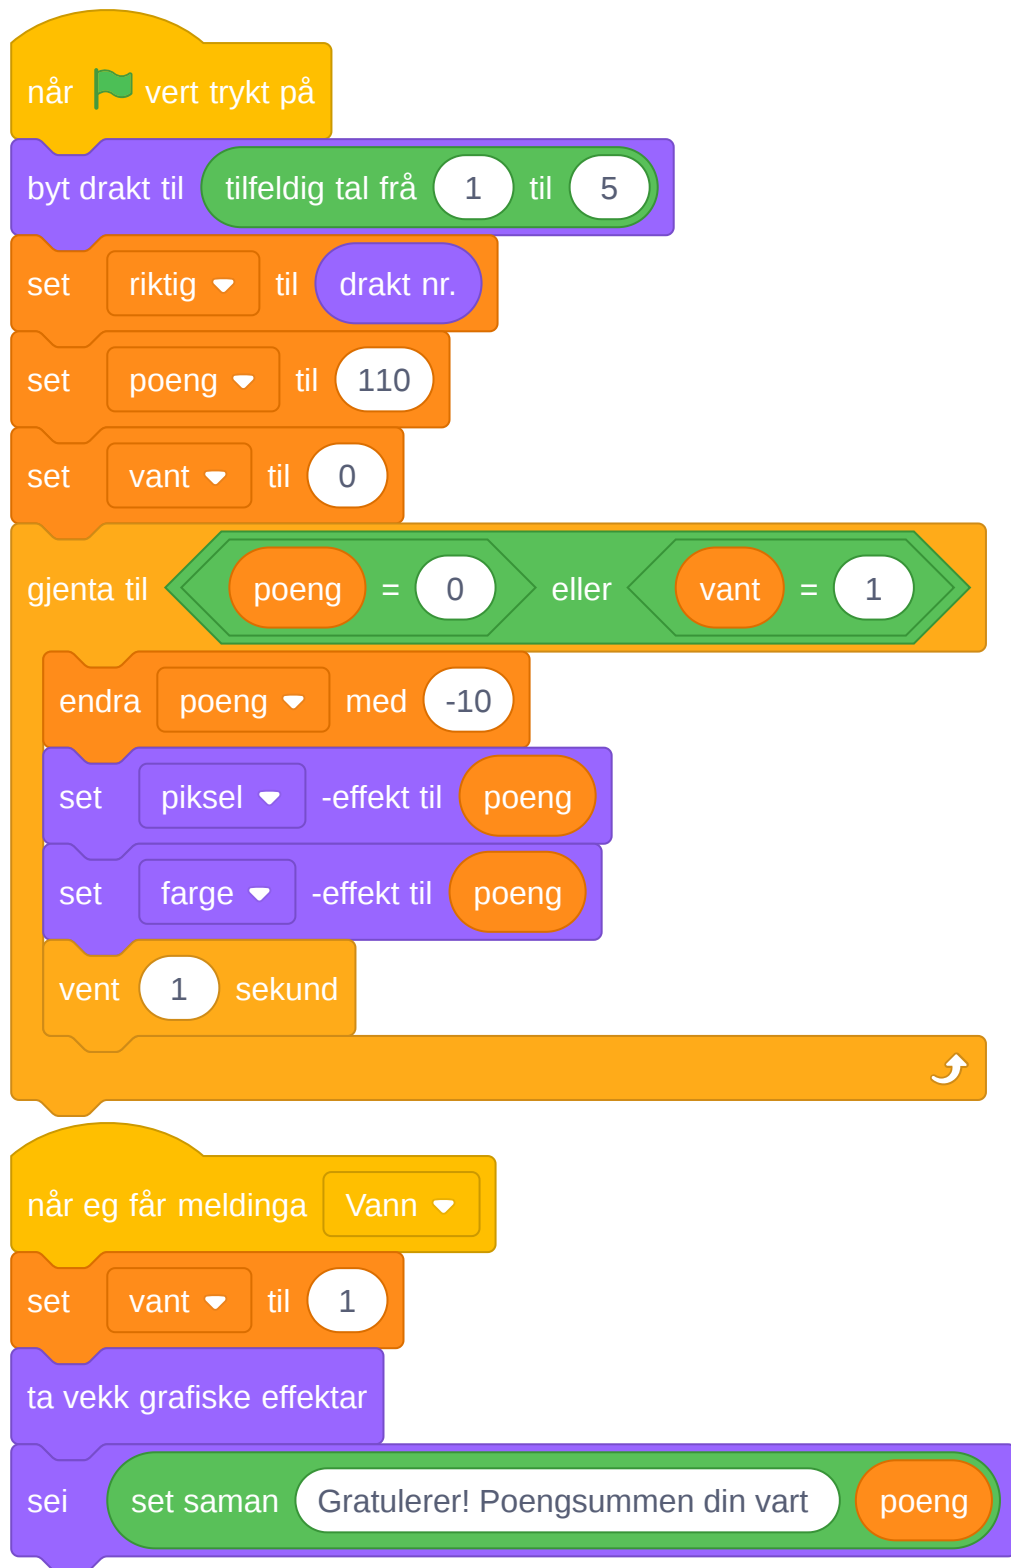 når vert trykt på
byt drakt til tilfeldig tal frå 1 til 5
set riktig til drakt nr.
set poeng til 110
set vant til 0
gjenta til poeng = 0 eller vant = 1
endra poeng med -10
set piksel -effekt til poeng
set farge -effekt til poeng
vent 1 sekund
når eg får meldinga Vann
set vant til 1
ta vekk grafiske effektar
sei set saman Gratulerer! Poengsummen din vart poeng